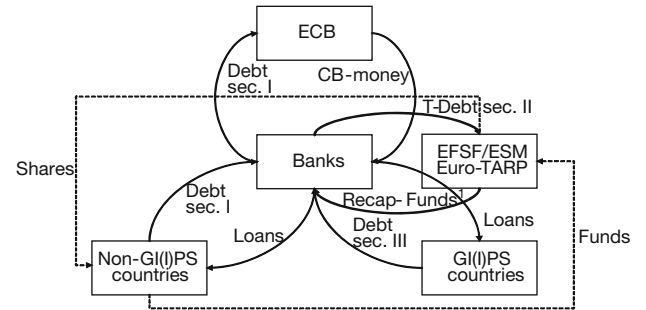 ECB
Debt
sec. I
CB-money
T-Debt sec. II
Banks
EFSF/ESM
Euro-TARP
Shares
Debt
sec. I
Recap- Funds¹
Loans
Debt
sec. III
Loans
Funds
Non-GI(I)PS
countries
GI(I)PS
countries